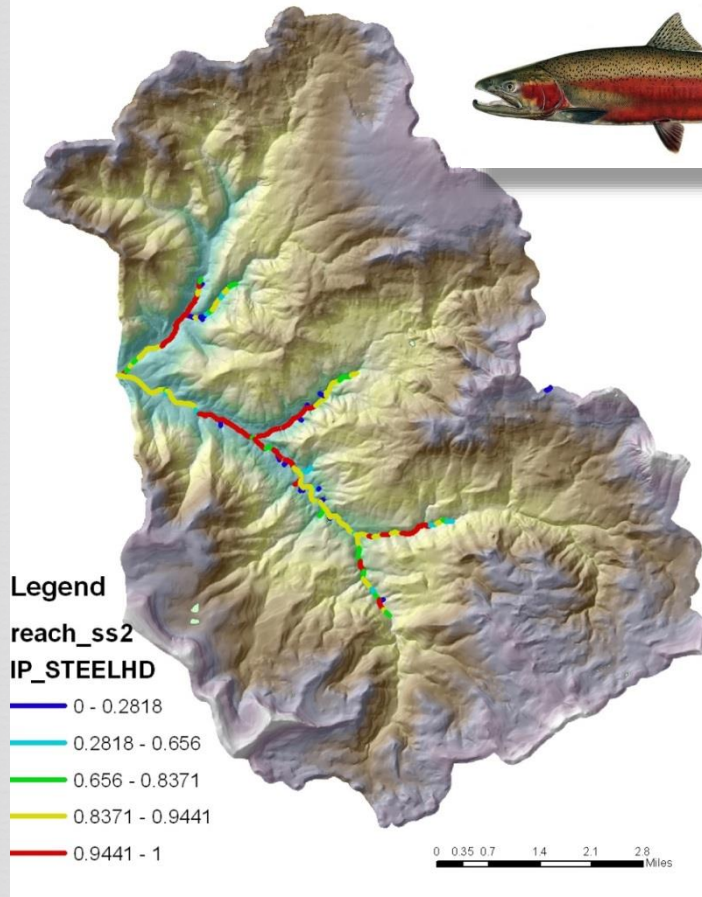 Legend
reach_ss2
IP_STEELHD
0 - 0.2818
0.2818 - 0.656
0.656 - 0.8371
0.8371 - 0.9441
0.9441 - 1
0 0.35 0.7 1.4 2.1 2.8
Miles